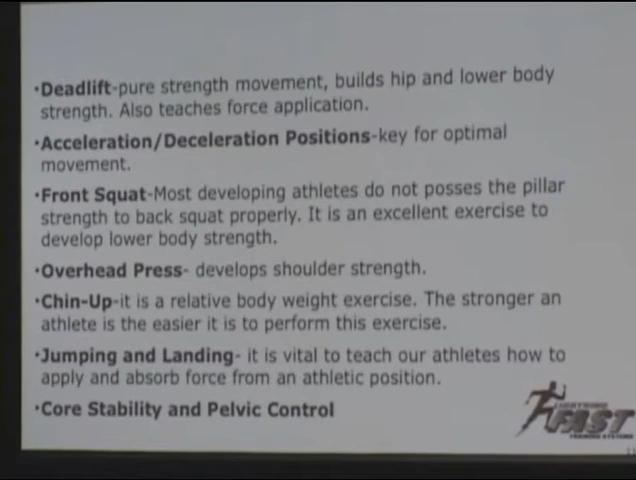 •Deadlift-pure strength movement, builds hip and lower body
strength. Also teaches force application.
•Acceleration/Deceleration Positions-key for optimal
movement.
•Front Squat-Most developing athletes do not posses the pillar
strength to back squat properly. It is an excellent exercise to
develop lower body strength.
•Overhead Press- develops shoulder strength.
•Chin-Up-it is a relative body weight exercise. The stronger an
athlete is the easier it is to perform this exercise.
•Jumping and Landing- it is vital to teach our athletes how to
apply and absorb force from an athletic position.
•Core Stability and Pelvic Control
FAST
TRAINING SYSTEMS